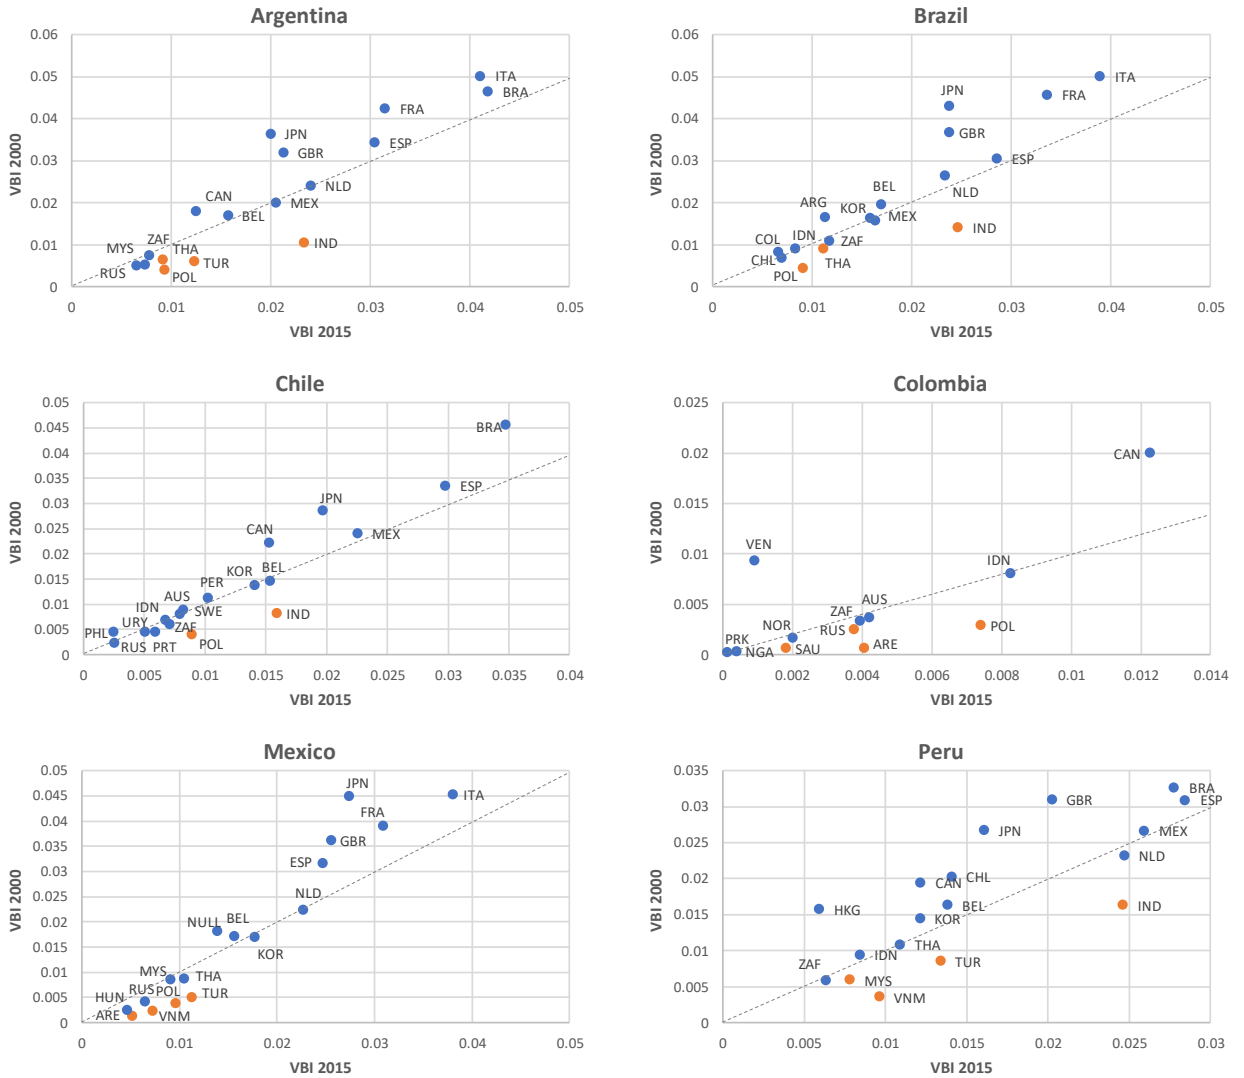 Argentina
0.06
0.05
0.04
0.03
0.02
0.01
0
VBI 2000
ITA
BRA
FRA
JPN
GBR
ESP
NLD
CAN
BEL
MEX
IND
ZAF
MYS
THA
TUR
RUS
POL
0 0.01 0.02 0.03 0.04 0.05
VBI 2015
Brazil
0.06
0.05
0.04
0.03
0.02
0.01
0
VBI 2000
ITA
JPN
FRA
GBR
ESP
BEL
NLD
ARG
KOR
MEX
IND
COL
IDN
ZAF
CHL
THA
POL
0 0.01 0.02 0.03 0.04 0.05
VBI 2015
Chile
0.05
0.045
0.04
0.035
0.03
0.025
0.02
0.015
0.01
0.005
0
VBI 2000
BRA
ESP
JPN
CAN
MEX
KOR
BEL
PER
AUS
IDN
SWE
IND
URY
PHL
ZAF
RUS
PRT
POL
0 0.005 0.01 0.015 0.02 0.025 0.03 0.035 0.04
VBI 2015
Colombia
0.025
0.02
0.015
0.01
0.005
0
VBI 2000
CAN
VEN
IDN
AUS
ZAF
NOR
RUS
POL
PRK
NGA
SAU
ARE
0 0.002 0.004 0.006 0.008 0.01 0.012 0.014
VBI 2015
Mexico
0.05
0.045
0.04
0.035
0.03
0.025
0.02
0.015
0.01
0.005
0
VBI 2000
JPN
ITA
FRA
GBR
ESP
NLD
NULL
BEL
KOR
MYS
THA
RUS
POL
TUR
HUN
ARE
VNM
0 0.01 0.02 0.03 0.04 0.05
VBI 2015
Peru
0.035
0.03
0.025
0.02
0.015
0.01
0.005
0
VBI 2000
BRA
GBR
ESP
JPN
MEX
NLD
CHL
CAN
HKG
BEL
IND
KOR
THA
IDN
TUR
ZAF
MYS
VNM
0 0.005 0.01 0.015 0.02 0.025 0.03
VBI 2015